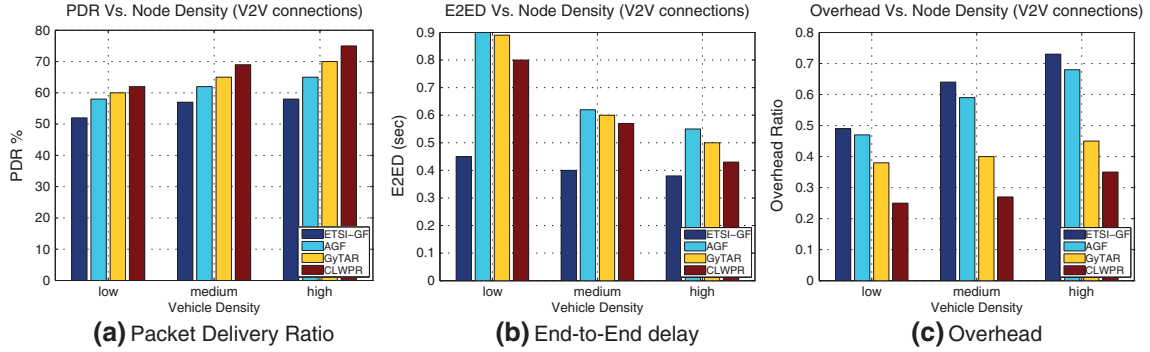 PDR Vs. Node Density (V2V connections)
80
70
60
50
40
30
20
10
0
PDR %
low
medium
high
Vehicle Density
ETSI-GF
AGF
GyTAR
CLWPR
(a) Packet Delivery Ratio
E2ED Vs. Node Density (V2V connections)
0.9
0.8
0.7
0.6
0.5
0.4
0.3
0.2
0.1
0
E2ED (sec)
low
medium
high
Vehicle Density
ETSI-GF
AGF
GyTAR
CLWPR
(b) End-to-End delay
Overhead Vs. Node Density (V2V connections)
0.8
0.7
0.6
0.5
0.4
0.3
0.2
0.1
0
Overhead Ratio
low
medium
high
Vehicle Density
ETSI-GF
AGF
GyTAR
CLWPR
(c) Overhead